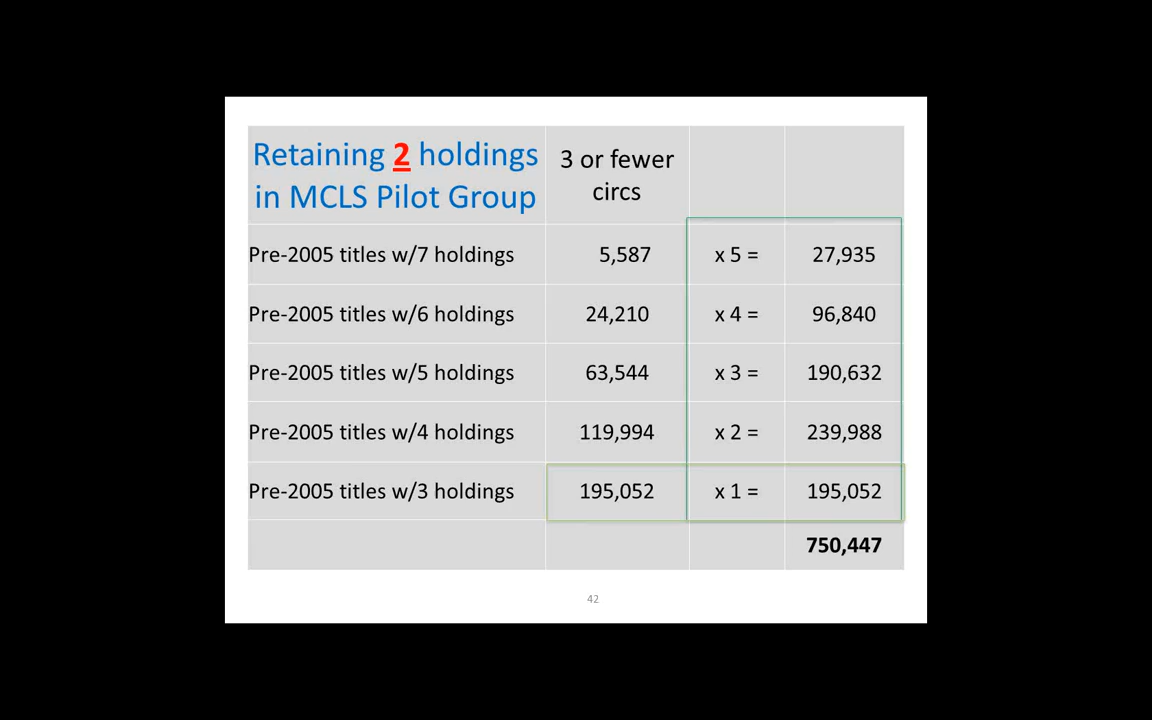 Retaining 2 holdings
in MCLS Pilot Group
3 or fewer
circs
Pre-2005 titles w/7 holdings 5,587 x 5 = 27,935
Pre-2005 titles w/6 holdings 24,210 x 4 = 96,840
Pre-2005 titles w/5 holdings 63,544 x 3 = 190,632
Pre-2005 titles w/4 holdings 119,994 x 2 = 239,988
Pre-2005 titles w/3 holdings 195,052 x 1 = 195,052
750,447
42